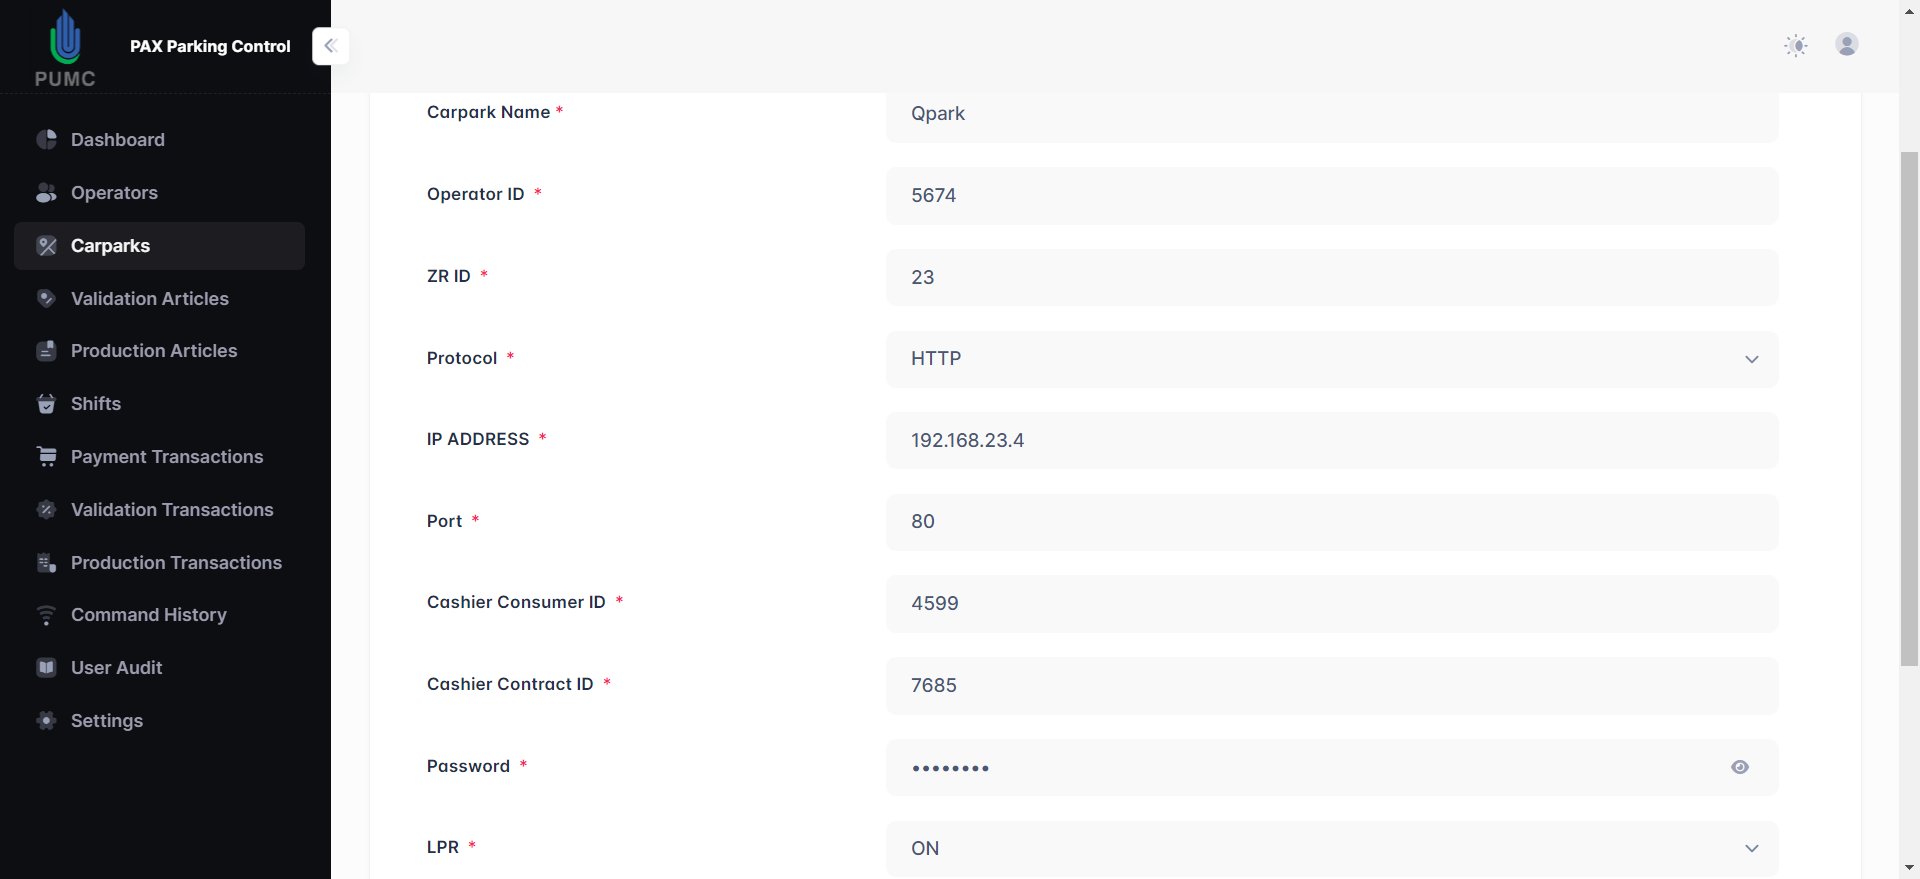 PUMC
PAX Parking Control
Dashboard
Operators
Carparks
Validation Articles
Production Articles
Shifts
Payment Transactions
Validation Transactions
Production Transactions
Command History
User Audit
Settings
Carpark Name * Qpark
Operator ID * 5674
ZR ID * 23
Protocol * HTTP
IP ADDRESS * 192.168.23.4
Port * 80
Cashier Consumer ID * 4599
Cashier Contract ID * 7685
Password * ••••••••
LPR * ON